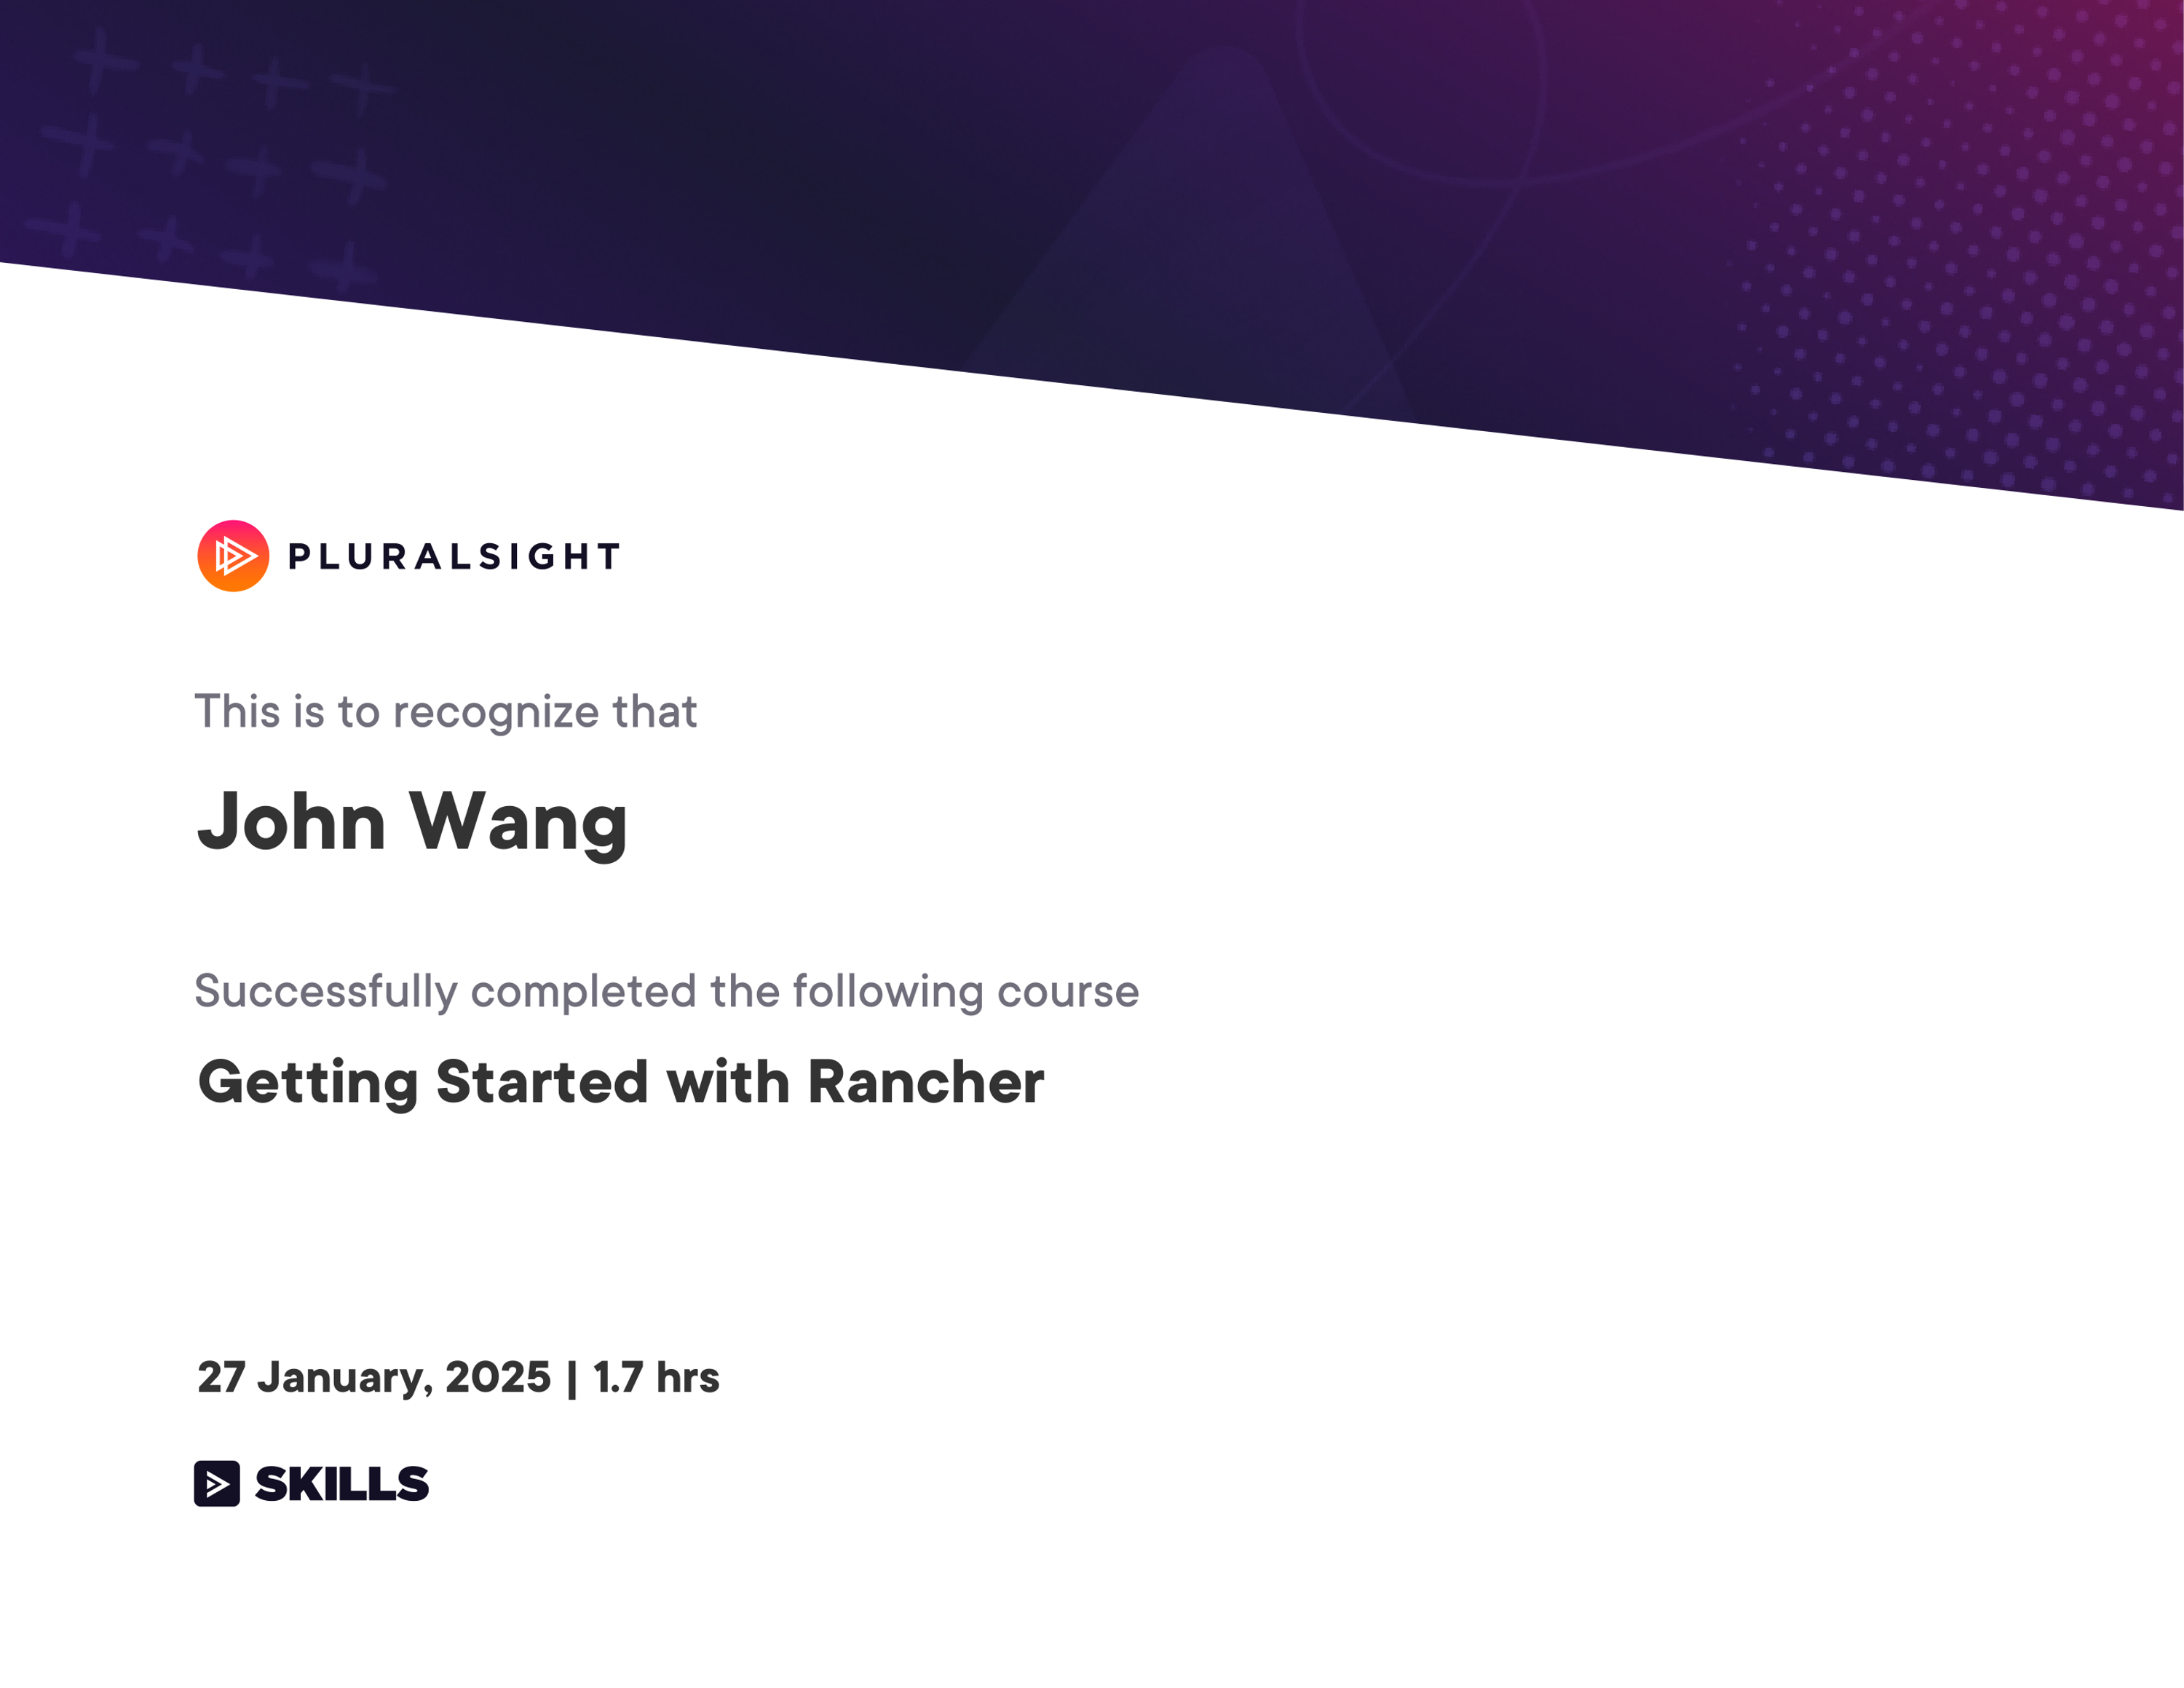 PLURALSIGHT
This is to recognize that
John Wang
Successfully completed the following course
Getting Started with Rancher
27 January, 2025 | 1.7 hrs
SKILLS